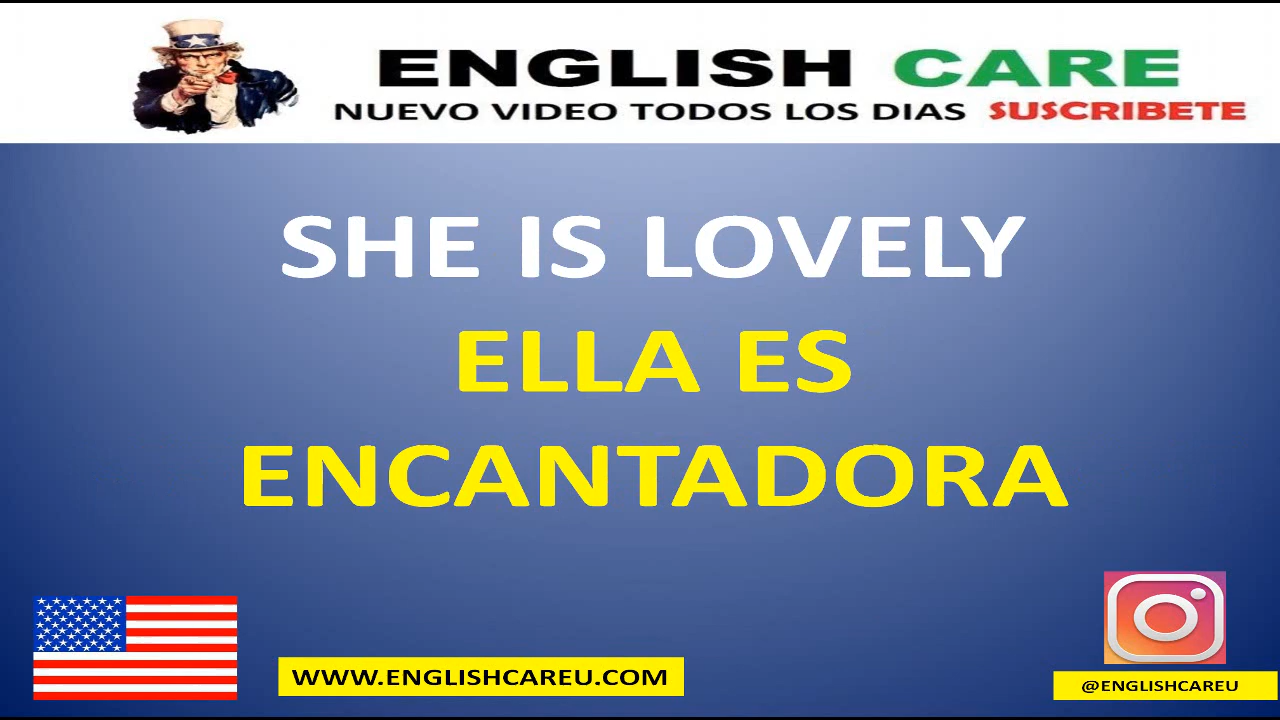 ENGLISH CARE
NUEVO VIDEO TODOS LOS DIAS SUSCRIBETE
SHE IS LOVELY
ELLA ES
ENCANTADORA
WWW.ENGLISHCAREU.COM
@ENGLISHCAREU